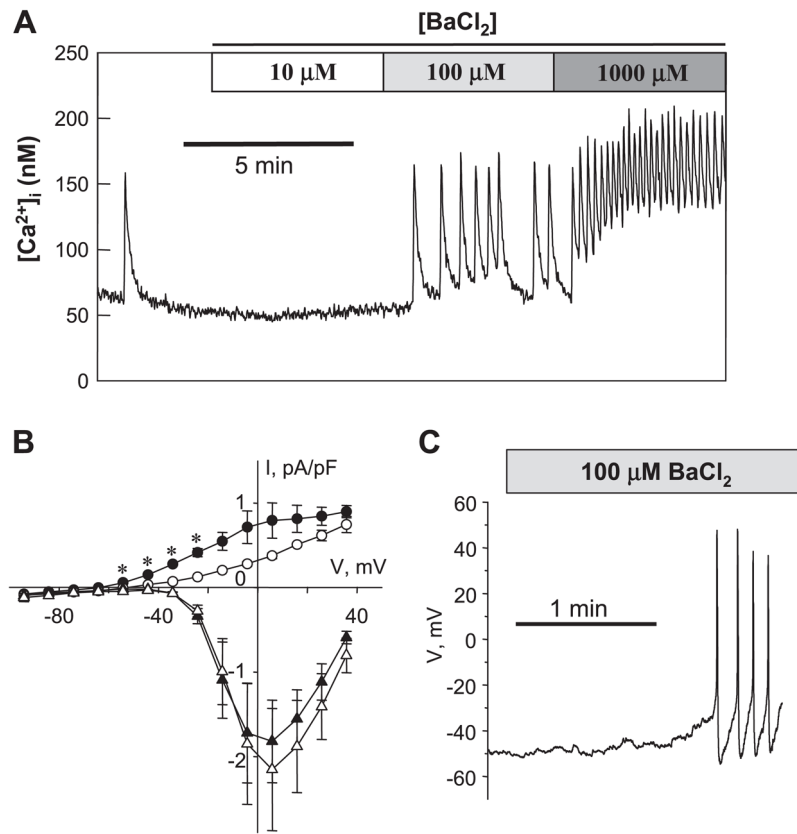 A
[BaCl2]
10 μM 100 μM 1000 μM
250
200
150
100
50
0
[Ca2+]i (nM)
5 min
B
I, pA/pF
1
* * * *
V, mV
0
-80 -40 40
-1
-2
C
100 μM BaCl2
60
40
20
0
-20
-40
-60
V, mV
1 min